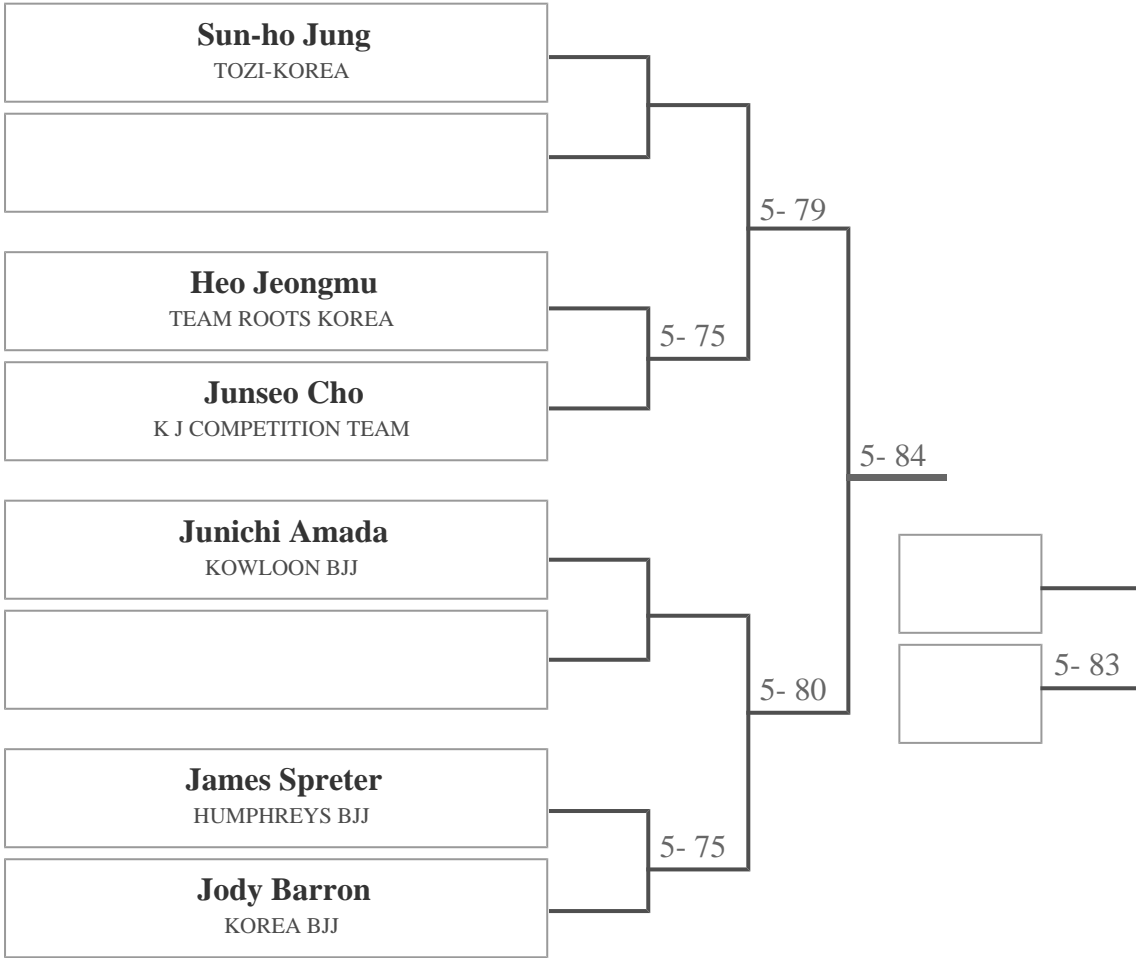 Sun-ho Jung
TOZI-KOREA
5- 79
Heo Jeongmu
TEAM ROOTS KOREA
5- 75
Junseo Cho
K J COMPETITION TEAM
5- 84
Junichi Amada
KOWLOON BJJ
5- 83
5- 80
James Spreter
HUMPHREYS BJJ
5- 75
Jody Barron
KOREA BJJ